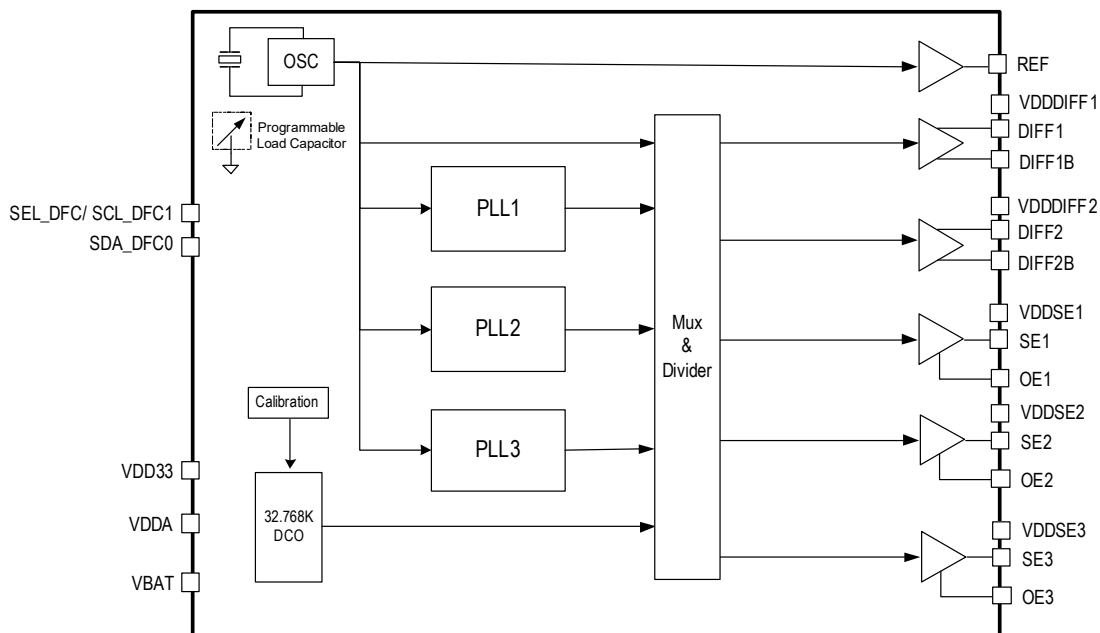 OSC
REF
VDDDIFF1
Programmable
Load Capacitor
DIFF1
DIFF1B
PLL1
SEL_DFC/ SCL_DFC1
VDDDIFF2
DIFF2
SDA_DFC0
DIFF2B
PLL2
Mux
&
Divider
VDDSE1
SE1
OE1
Calibration
VDDSE2
PLL3
SE2
VDD33
OE2
32.768K
DCO
VDDA
VDDSE3
SE3
VBAT
OE3